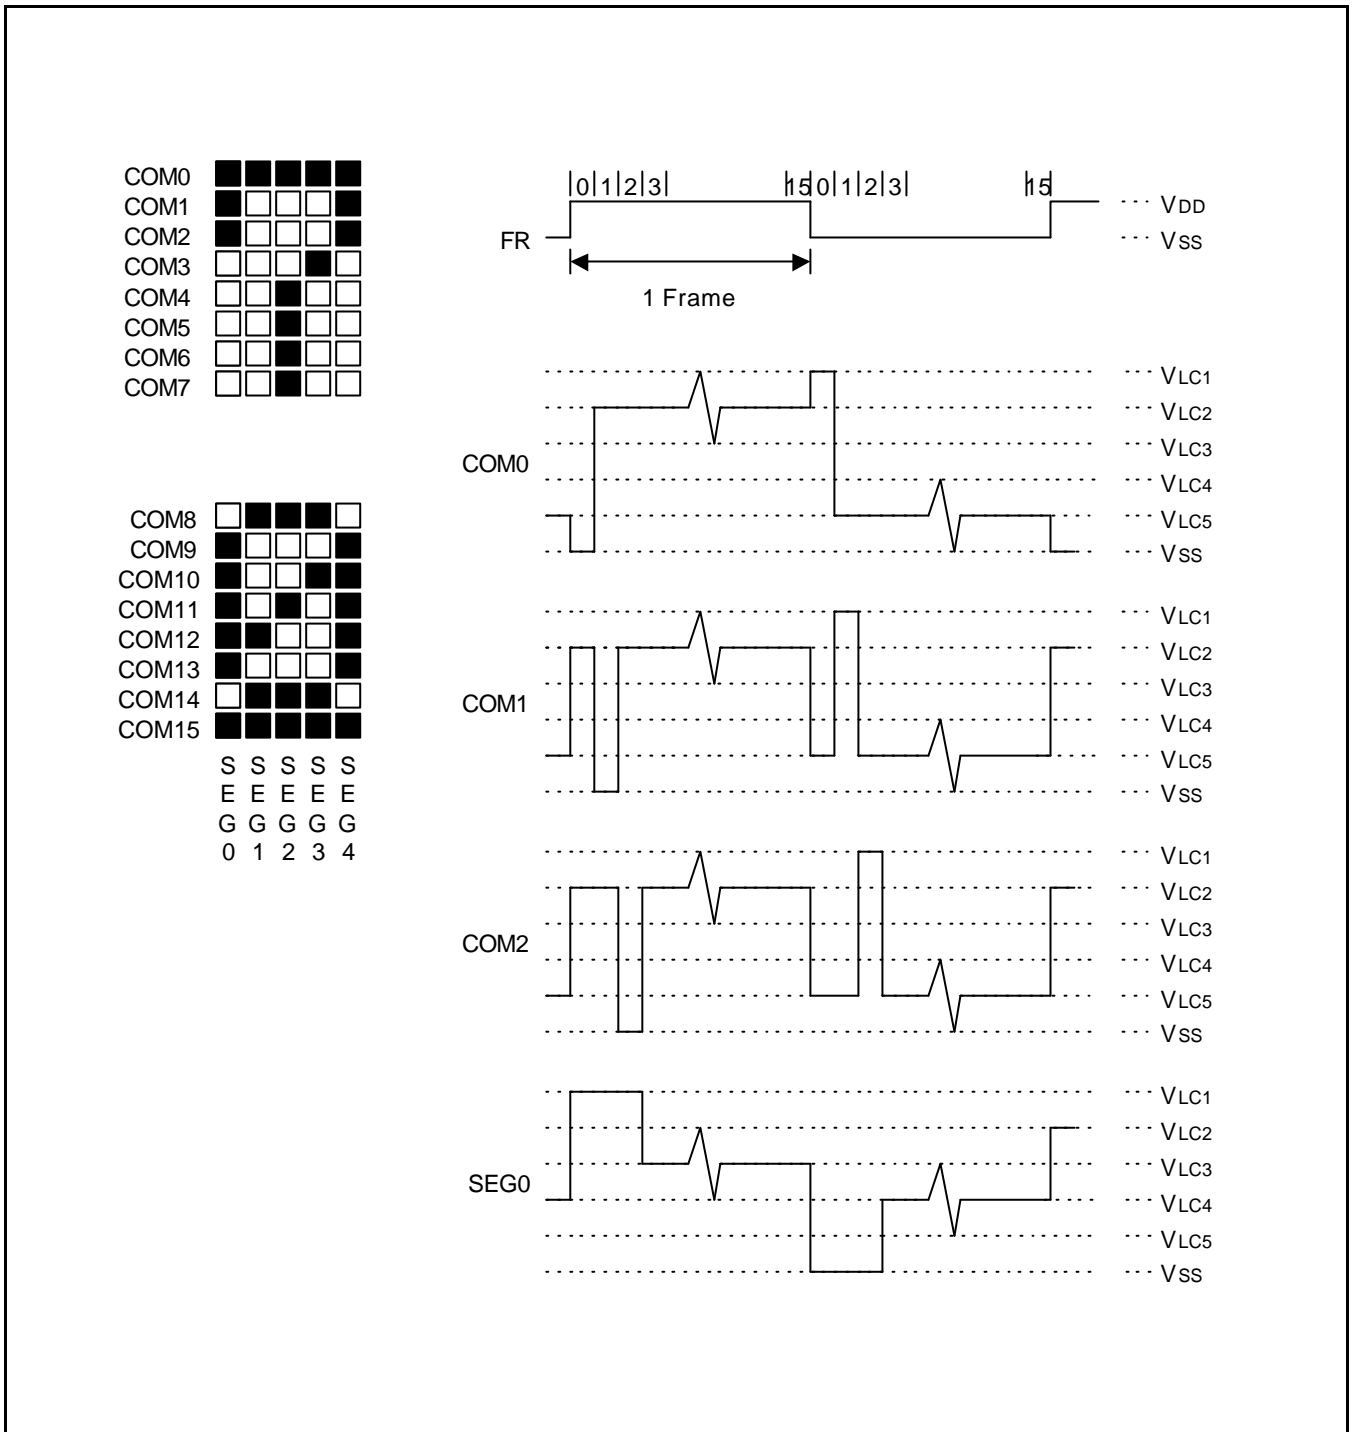 COM0
COM1
COM2
COM3
COM4
COM5
COM6
COM7
COM8
COM9
COM10
COM11
COM12
COM13
COM14
COM15
S S S S S
E E E E E
G G G G G
0 1 2 3 4
0 1 2 3 15 0 1 2 3 15
FR
VDD
VSS
1 Frame
COM0
VLC1
VLC2
VLC3
VLC4
VLC5
VSS
COM1
VLC1
VLC2
VLC3
VLC4
VLC5
VSS
COM2
VLC1
VLC2
VLC3
VLC4
VLC5
VSS
SEG0
VLC1
VLC2
VLC3
VLC4
VLC5
VSS